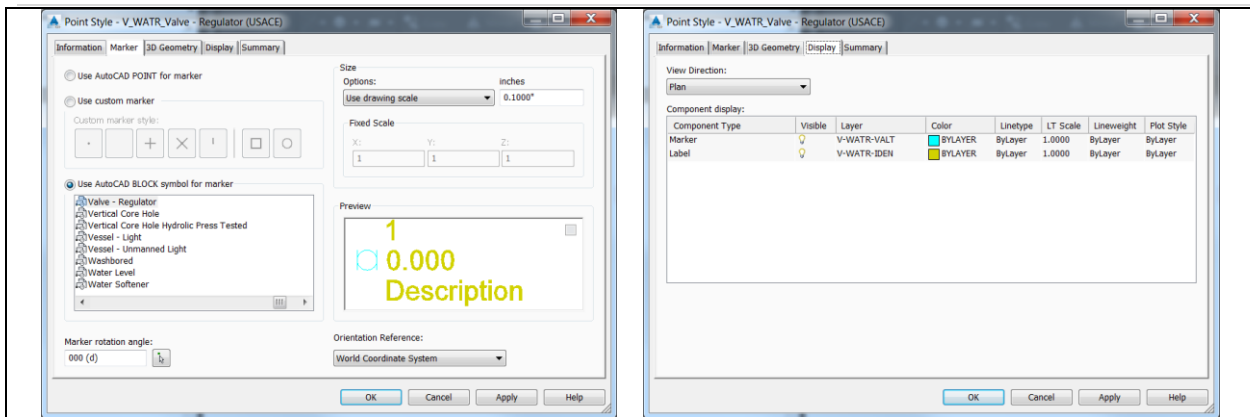 Point Style - V_WATR_Valve - Regulator (USACE)
Information Marker 3D Geometry Display Summary
Use AutoCAD POINT for marker
Use custom marker
Custom marker style:
Use AutoCAD BLOCK symbol for marker
Valve - Regulator
Vertical Core Hole
Vertical Core Hole Hydrolic Press Tested
Vessel - Light
Vessel - Unmanned Light
Washbored
Water Level
Water Softener
Marker rotation angle:
000 (d)
Size
Options: inches
Use drawing scale 0.1000"
Fixed Scale
X: Y: Z:
1 1 1
Preview
1
0.000
Description
Orientation Reference:
World Coordinate System
OK Cancel Apply Help
Point Style - V_WATR_Valve - Regulator (USACE)
Information Marker 3D Geometry Display Summary
View Direction:
Plan
Component display:
Component Type Visible Layer Color Linetype LT Scale Lineweight Plot Style
Marker V-WATR-VALT BYLAYER ByLayer 1.0000 ByLayer ByLayer
Label V-WATR-IDEN BYLAYER ByLayer 1.0000 ByLayer ByLayer
OK Cancel Apply Help